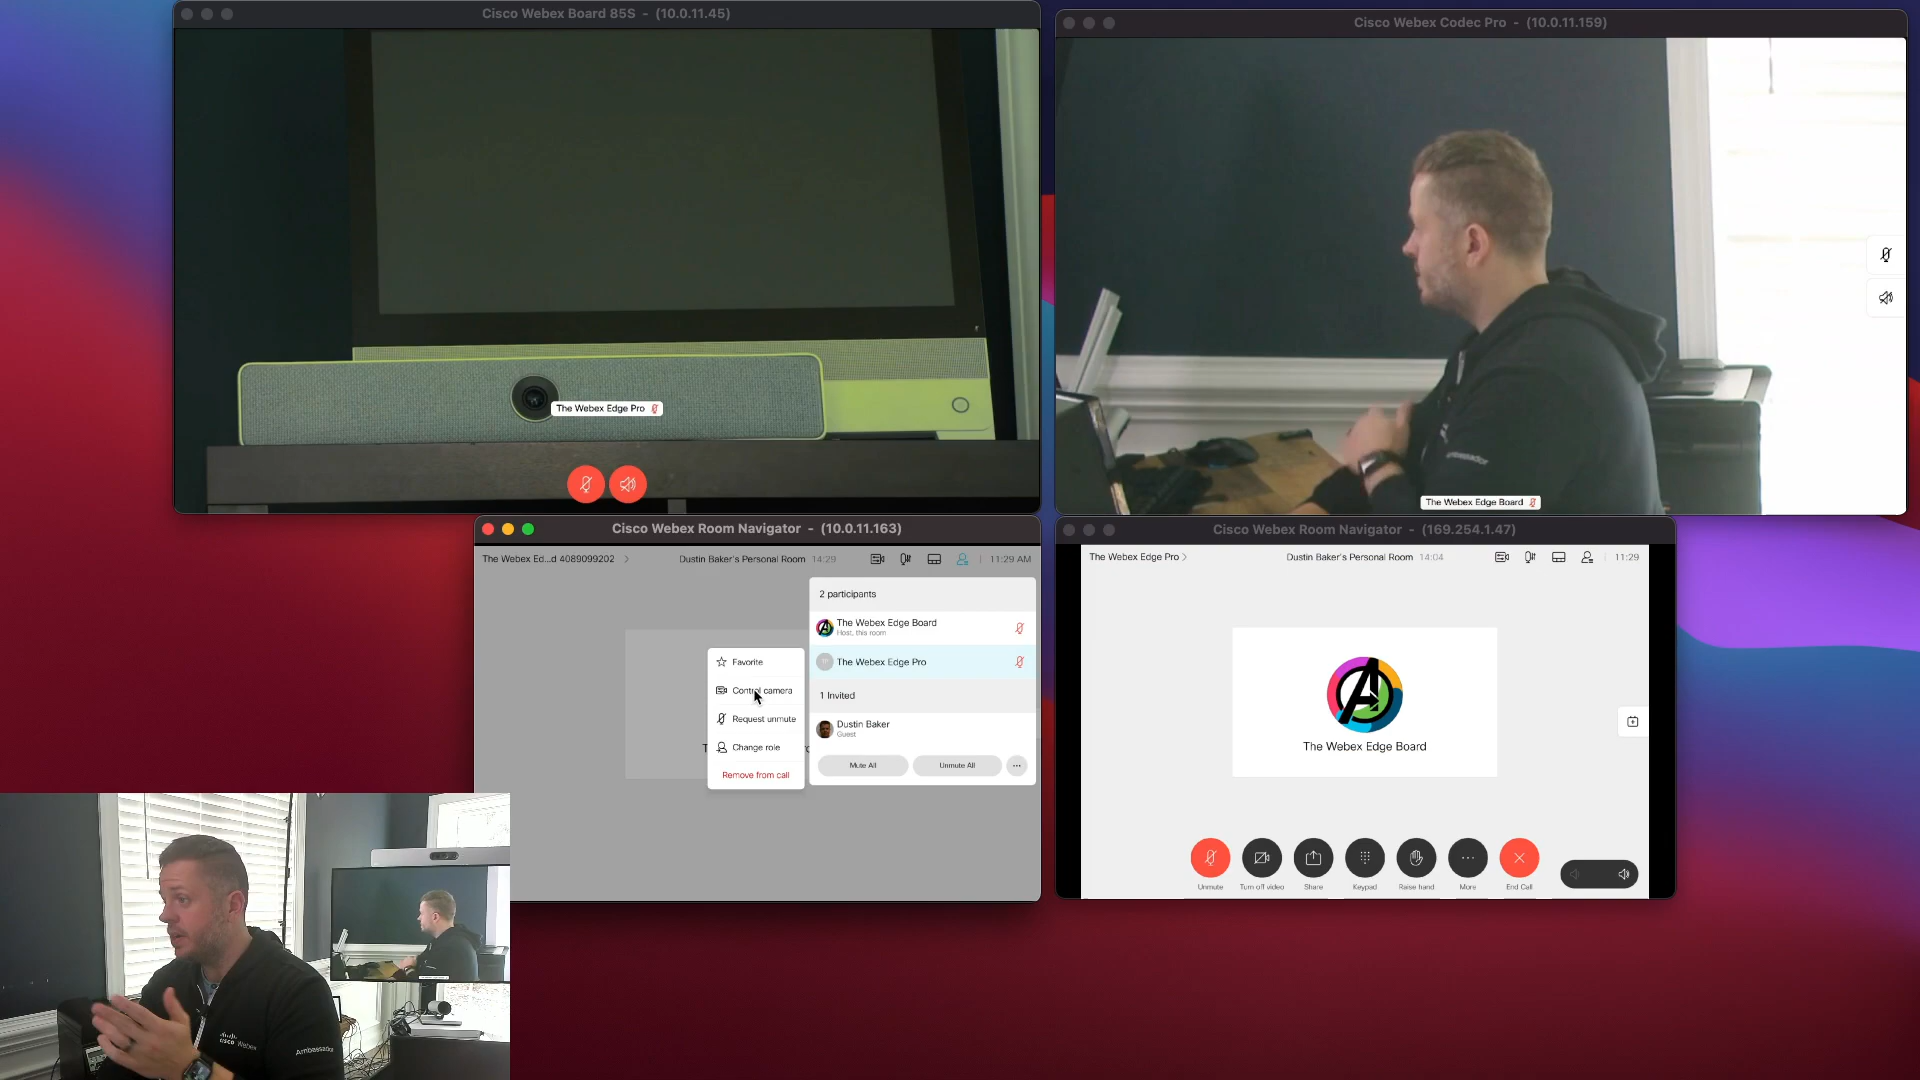 Cisco Webex Board 85S - (10.0.11.45)
The Webex Edge Pro
Cisco Webex Codec Pro - (10.0.11.159)
The Webex Edge Board
Cisco Webex Room Navigator - (10.0.11.163)
The Webex Ed...d 4089099202
Dustin Baker's Personal Room 14:29
11:29 AM
2 participants
The Webex Edge Board
Host, this room
The Webex Edge Pro
1 Invited
Dustin Baker
Guest
Mute All
Unmute All
Favorite
Control camera
Request unmute
Change role
Remove from call
Cisco Webex Room Navigator - (169.254.1.47)
The Webex Edge Pro
Dustin Baker's Personal Room 14:04
11:29
The Webex Edge Board
Unmute
Turn off video
Share
Keypad
Raise hand
More
End Call
cisco Webex
Ambassador